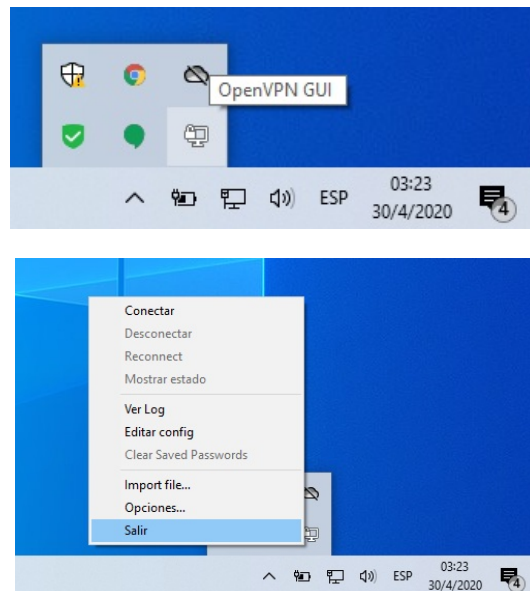 OpenVPN GUI
ESP
03:23
30/4/2020
4
Conectar
Desconectar
Reconnect
Mostrar estado
Ver Log
Editar config
Clear Saved Passwords
Import file...
Opciones...
Salir
ESP
03:23
30/4/2020
4